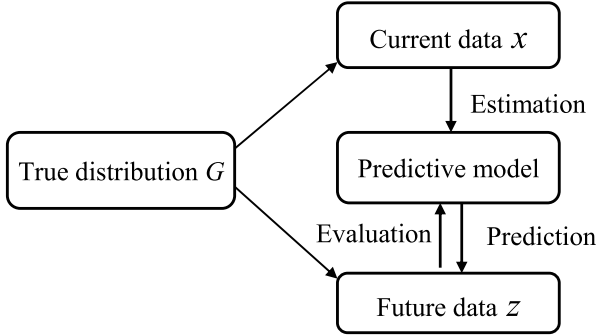 Current data x
Estimation
True distribution G
Predictive model
Evaluation
Prediction
Future data z